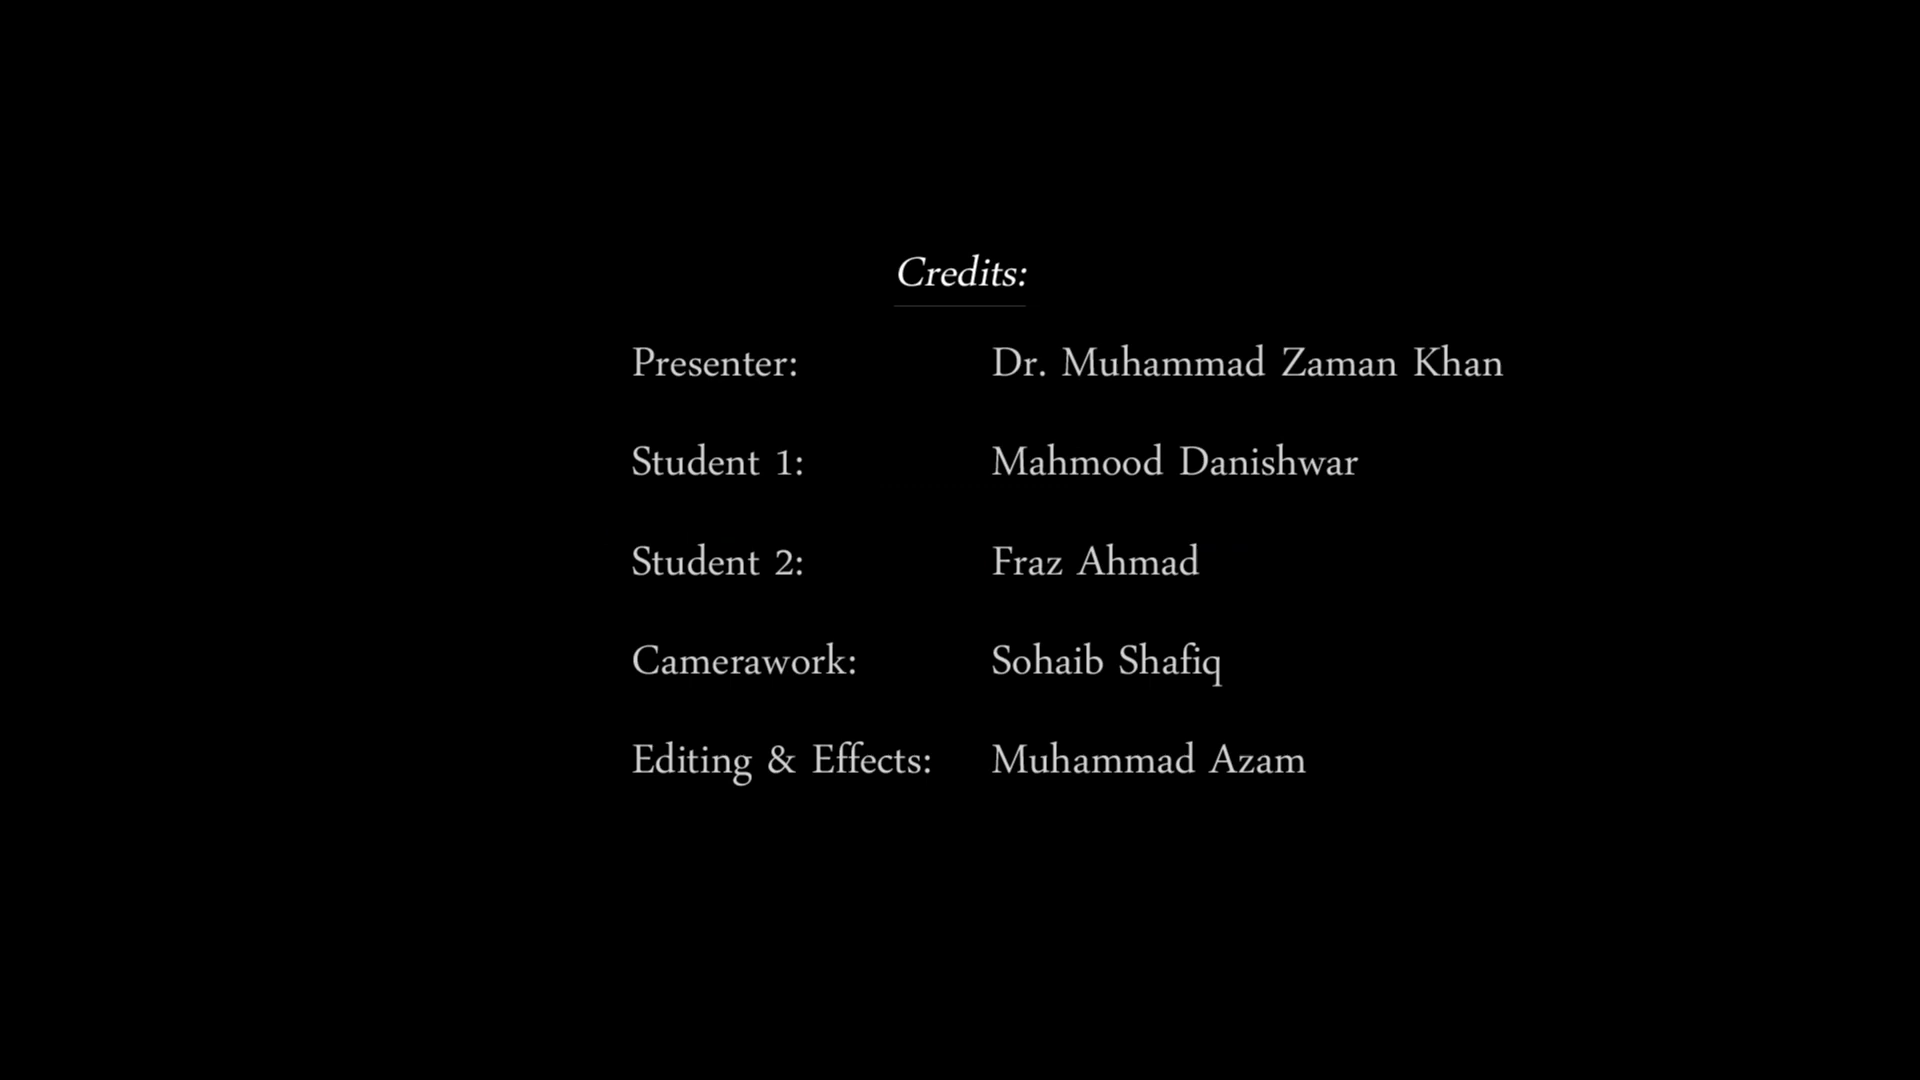 Credits:
Presenter: Dr. Muhammad Zaman Khan
Student 1: Mahmood Danishwar
Student 2: Fraz Ahmad
Camerawork: Sohaib Shafiq
Editing & Effects: Muhammad Azam